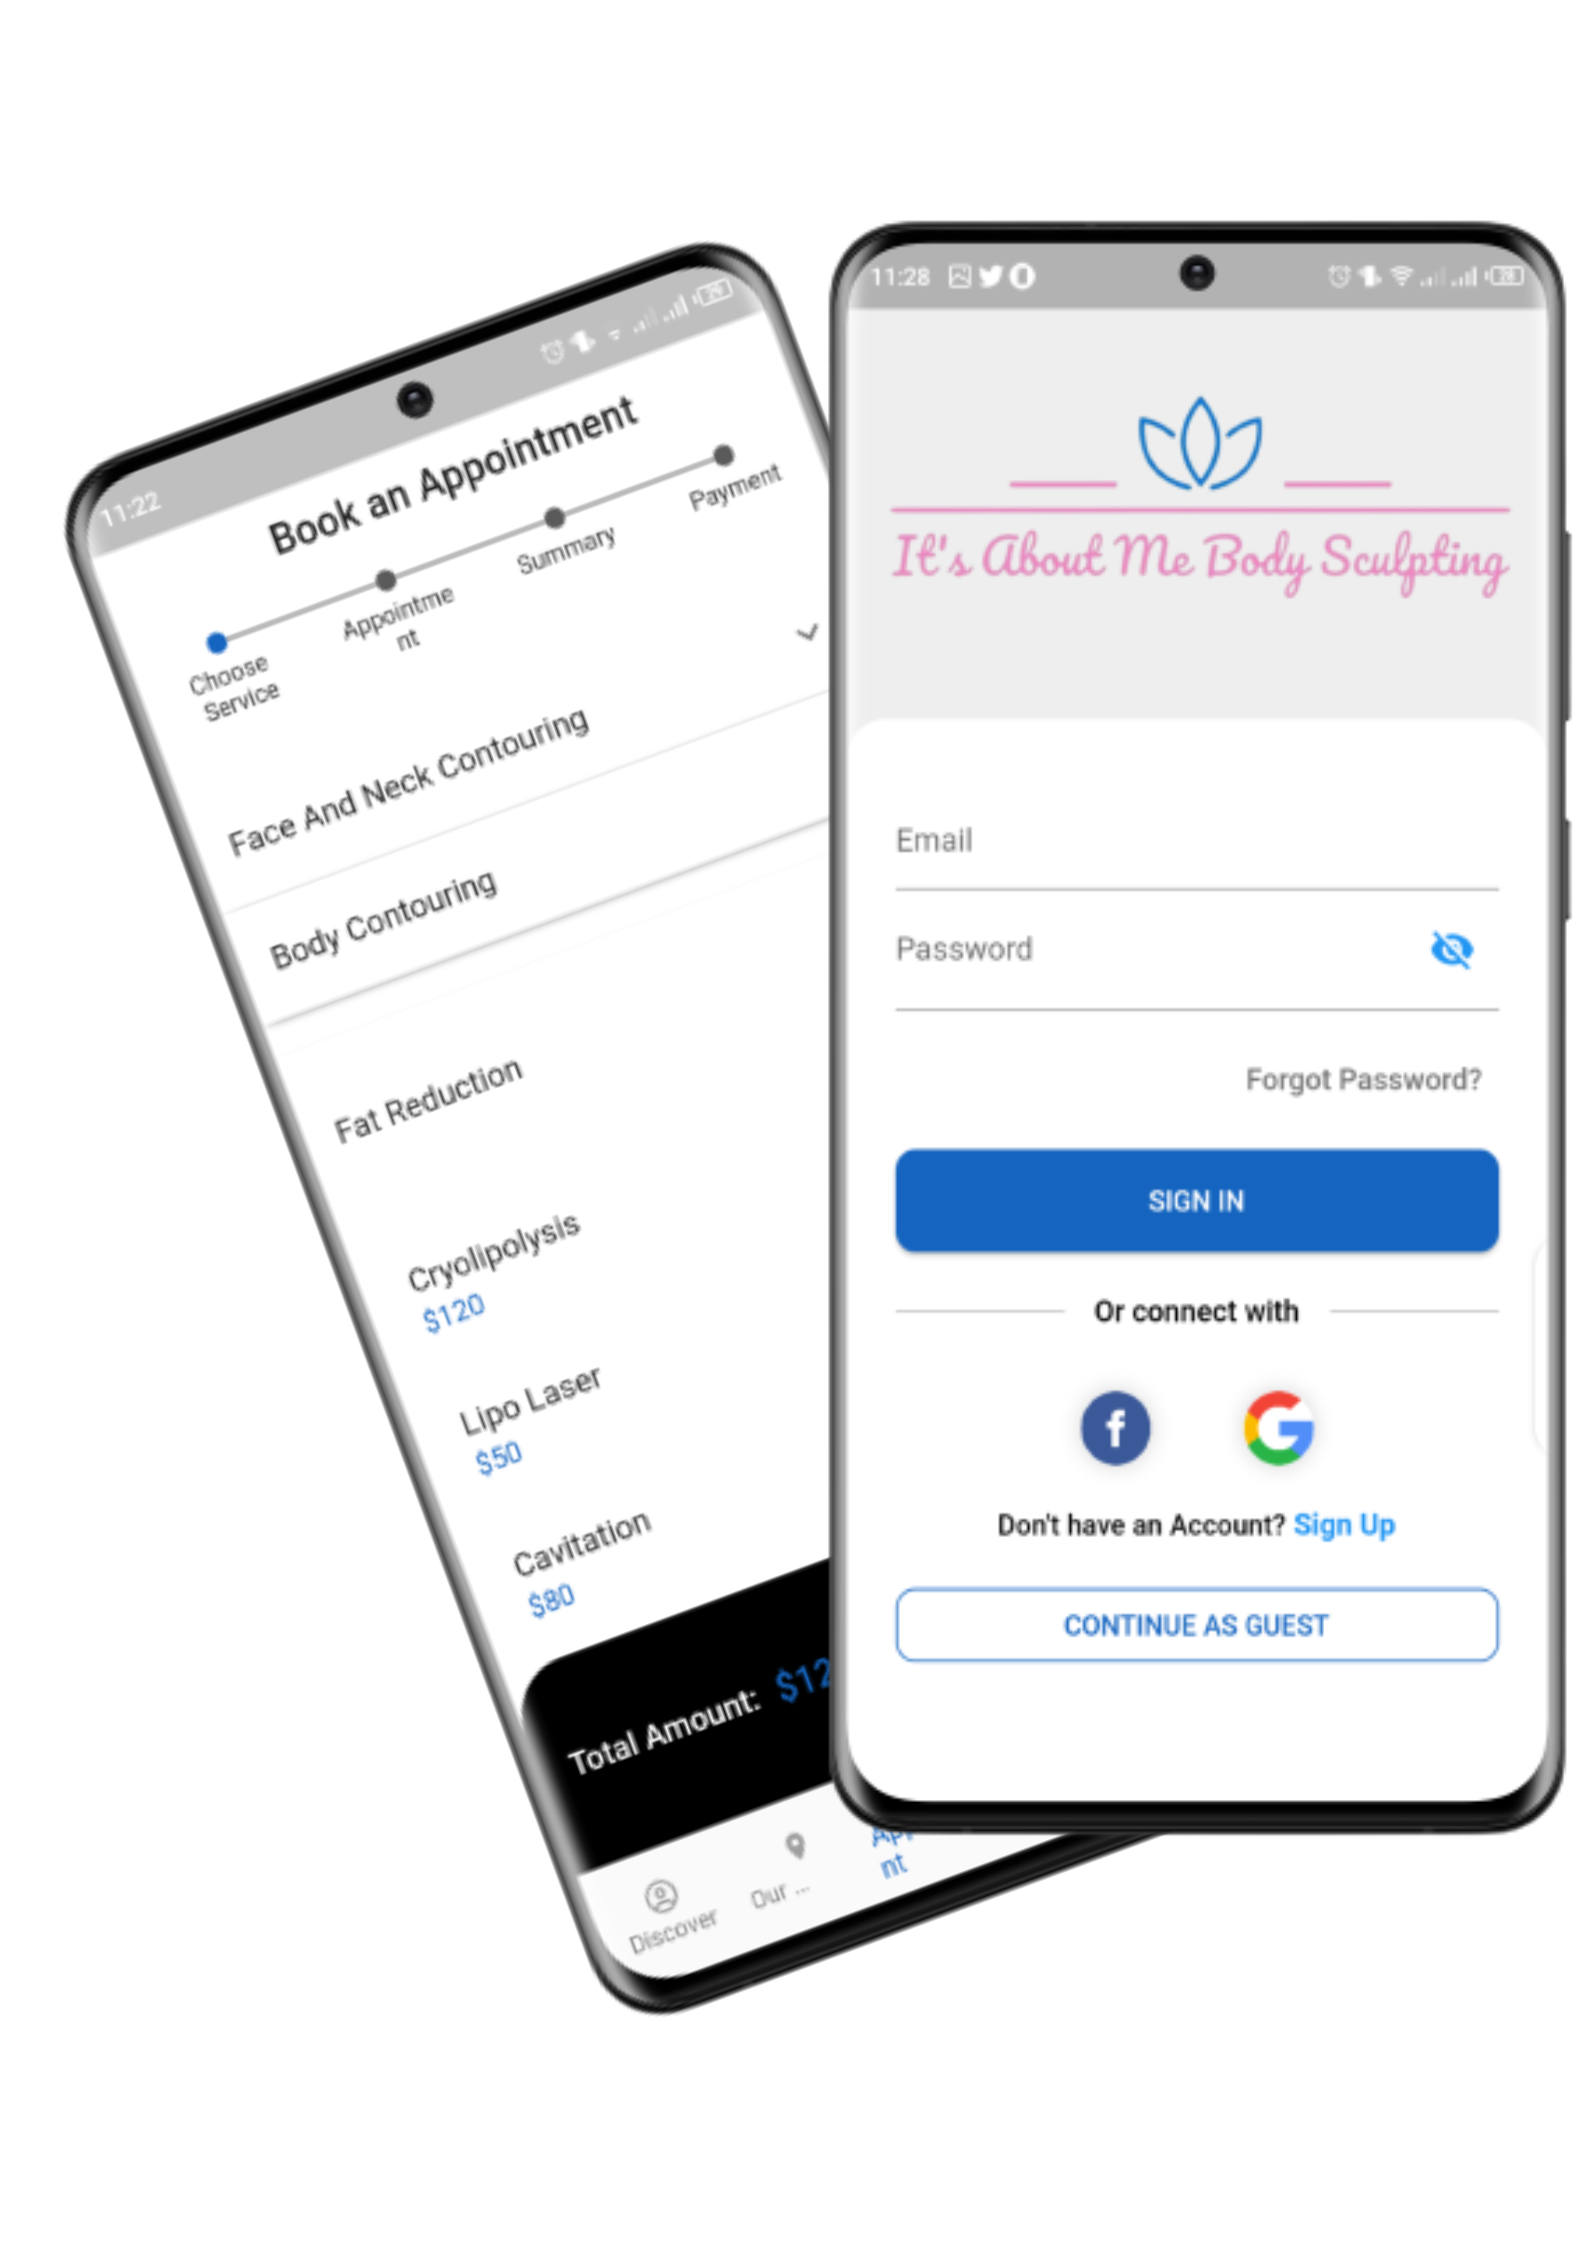 11:22
Book an Appointment
Choose
Service
Appointme
nt
Summary
Payment
Face And Neck Contouring
Body Contouring
Fat Reduction
Cryolipolysis
$120
Lipo Laser
$50
Cavitation
$80
Total Amount: $12
Discover
Our ...
App
nt
11:28
28
It's About Me Body Sculpting
Email
Password
Forgot Password?
SIGN IN
Or connect with
f G
Don't have an Account? Sign Up
CONTINUE AS GUEST